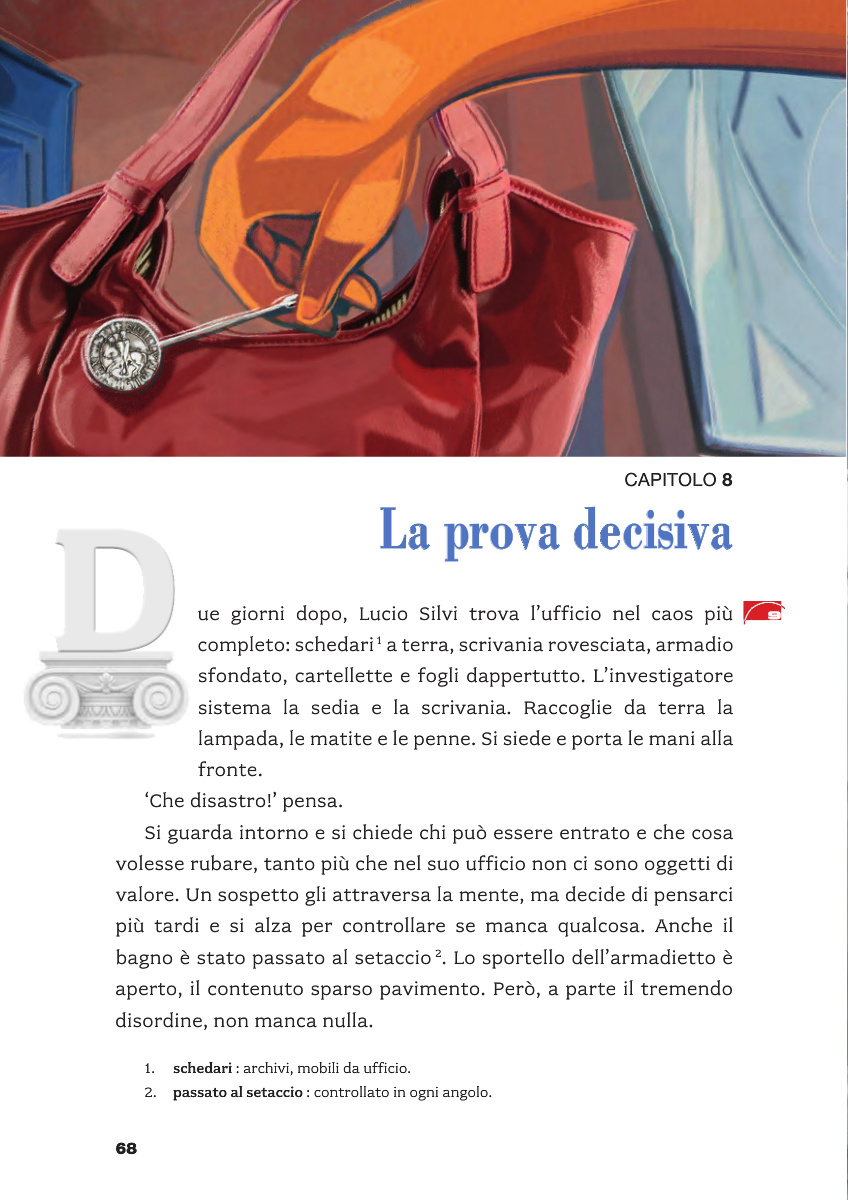 CAPITOLO 8
La prova decisiva
Due giorni dopo, Lucio Silvi trova l’ufficio nel caos più
completo: schedari 1 a terra, scrivania rovesciata, armadio
sfondato, cartellette e fogli dappertutto. L’investigatore
sistema la sedia e la scrivania. Raccoglie da terra la
lampada, le matite e le penne. Si siede e porta le mani alla
fronte.
‘Che disastro!’ pensa.
Si guarda intorno e si chiede chi può essere entrato e che cosa
volesse rubare, tanto più che nel suo ufficio non ci sono oggetti di
valore. Un sospetto gli attraversa la mente, ma decide di pensarci
più tardi e si alza per controllare se manca qualcosa. Anche il
bagno è stato passato al setaccio 2. Lo sportello dell’armadietto è
aperto, il contenuto sparso pavimento. Però, a parte il tremendo
disordine, non manca nulla.
1. schedari : archivi, mobili da ufficio.
2. passato al setaccio : controllato in ogni angolo.
68